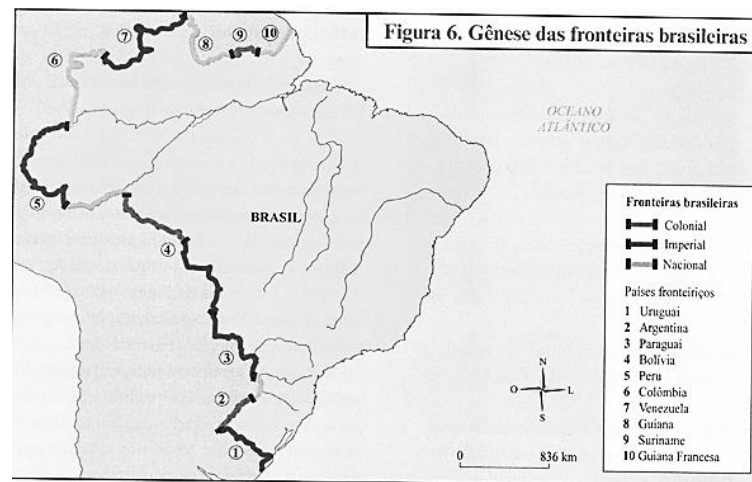 Figura 6. Gênese das fronteiras brasileiras
OCEANO
ATLÂNTICO
BRASIL
⑦
⑧
⑨
⑩
⑥
⑤
④
③
②
①
N
O
L
S
0
836 km
Fronteiras brasileiras
Colonial
Imperial
Nacional
Países fronteiriços
1 Uruguai
2 Argentina
3 Paraguai
4 Bolívia
5 Peru
6 Colômbia
7 Venezuela
8 Guiana
9 Suriname
10 Guiana Francesa